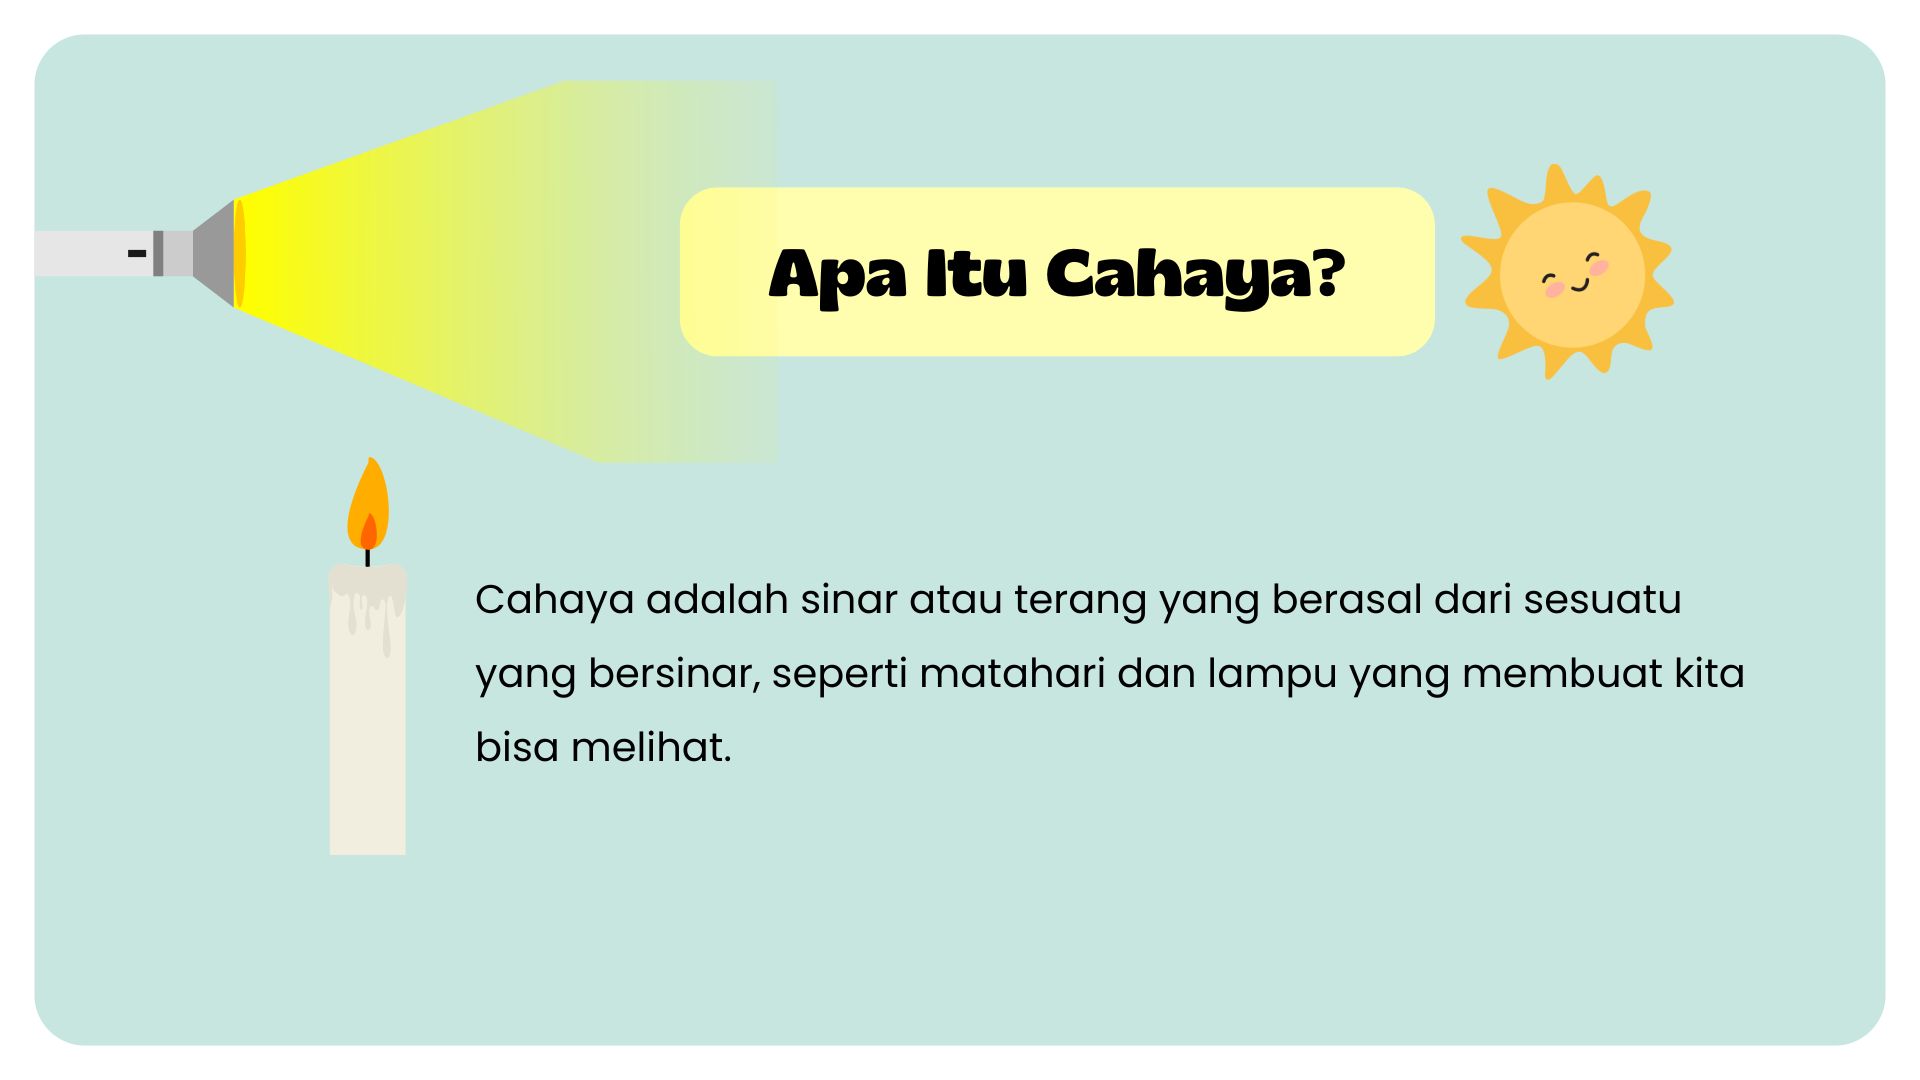 Apa Itu Cahaya?
Cahaya adalah sinar atau terang yang berasal dari sesuatu
yang bersinar, seperti matahari dan lampu yang membuat kita
bisa melihat.